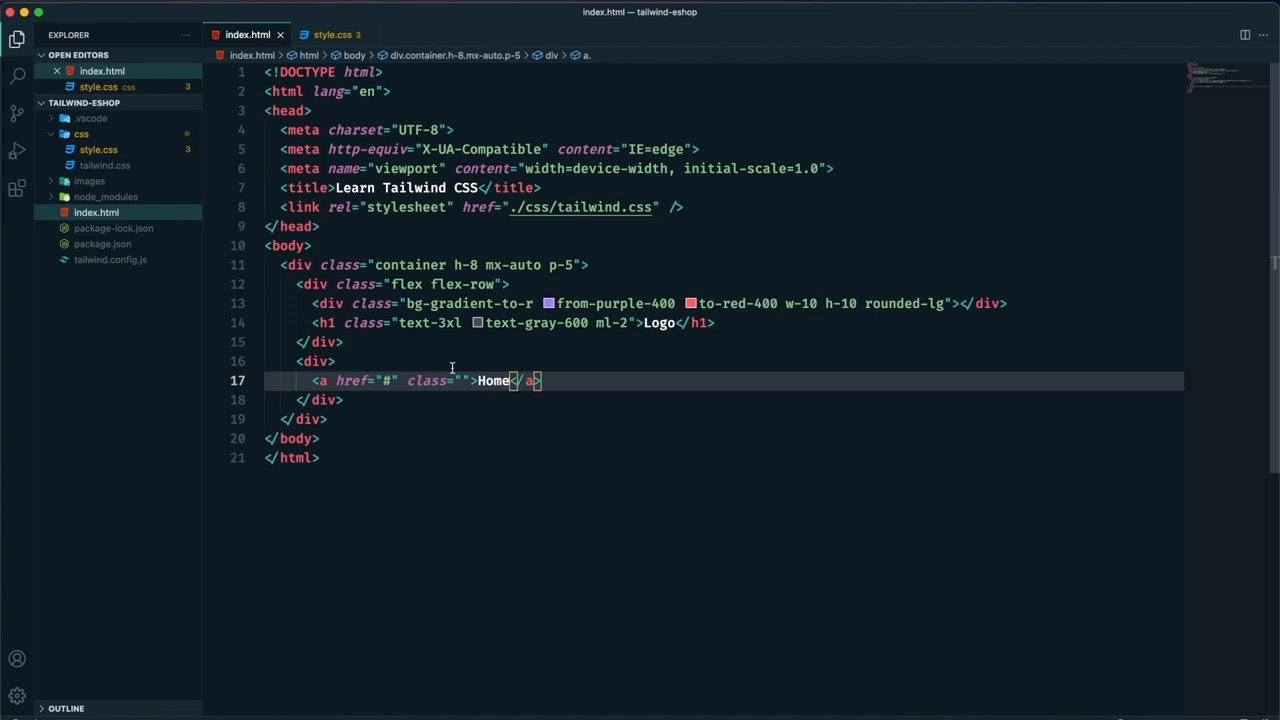 index.html — tailwind-eshop
EXPLORER
index.html
style.css 3
OPEN EDITORS
index.html
style.css css 3
TAILWIND-ESHOP
.vscode
css
style.css 3
tailwind.css
images
node_modules
index.html
package-lock.json
package.json
tailwind.config.js
OUTLINE
index.html > html > body > div.container.h-8.mx-auto.p-5 > div > a.
1 <!DOCTYPE html>
2 <html lang="en">
3 <head>
4 <meta charset="UTF-8">
5 <meta http-equiv="X-UA-Compatible" content="IE=edge">
6 <meta name="viewport" content="width=device-width, initial-scale=1.0">
7 <title>Learn Tailwind CSS</title>
8 <link rel="stylesheet" href="./css/tailwind.css" />
9 </head>
10 <body>
11 <div class="container h-8 mx-auto p-5">
12 <div class="flex flex-row">
13 <div class="bg-gradient-to-r from-purple-400 to-red-400 w-10 h-10 rounded-lg"></div>
14 <h1 class="text-3xl text-gray-600 ml-2">Logo</h1>
15 </div>
16 <div>
17 <a href="#" class="">Home</a>
18 </div>
19 </div>
20 </body>
21 </html>